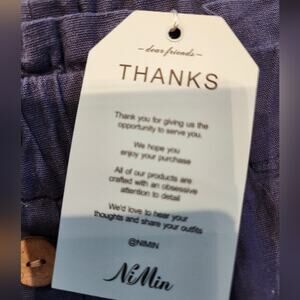 - dear friends -
THANKS
Thank you for giving us the
opportunity to serve you.
We hope you
enjoy your purchase
All of our products are
crafted with an obsessive
attention to detail
We'd love to hear your
thoughts and share your outfits
@NIMIN
NiMin